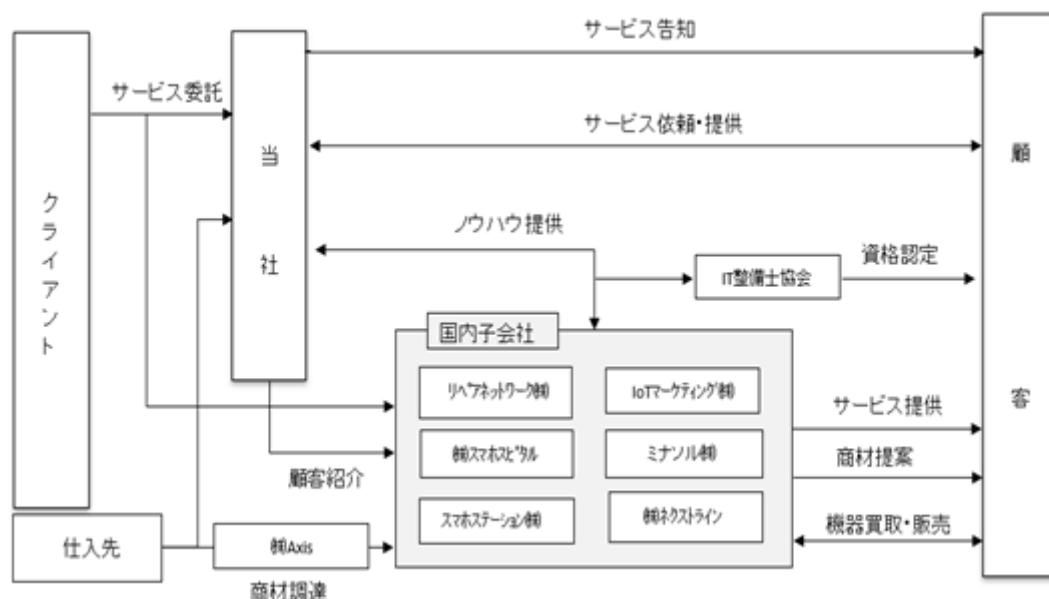 サービス告知
サービス委託
サービス依頼・提供
クライアント
当社
顧客
ノウハウ提供
IT整備士協会
資格認定
国内子会社
リペアネットワーク㈱
IoTマーケティング㈱
サービス提供
㈱スマホスピタル
ミナソル㈱
商材提案
顧客紹介
スマホステーション㈱
㈱ネクストライン
機器買取・販売
仕入先
㈱Axis
商材調達